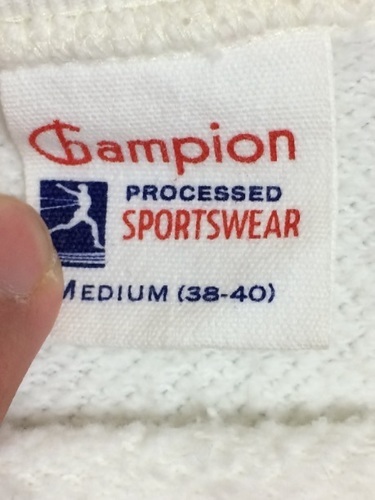 Champion
PROCESSED
SPORTSWEAR
MEDIUM (38-40)